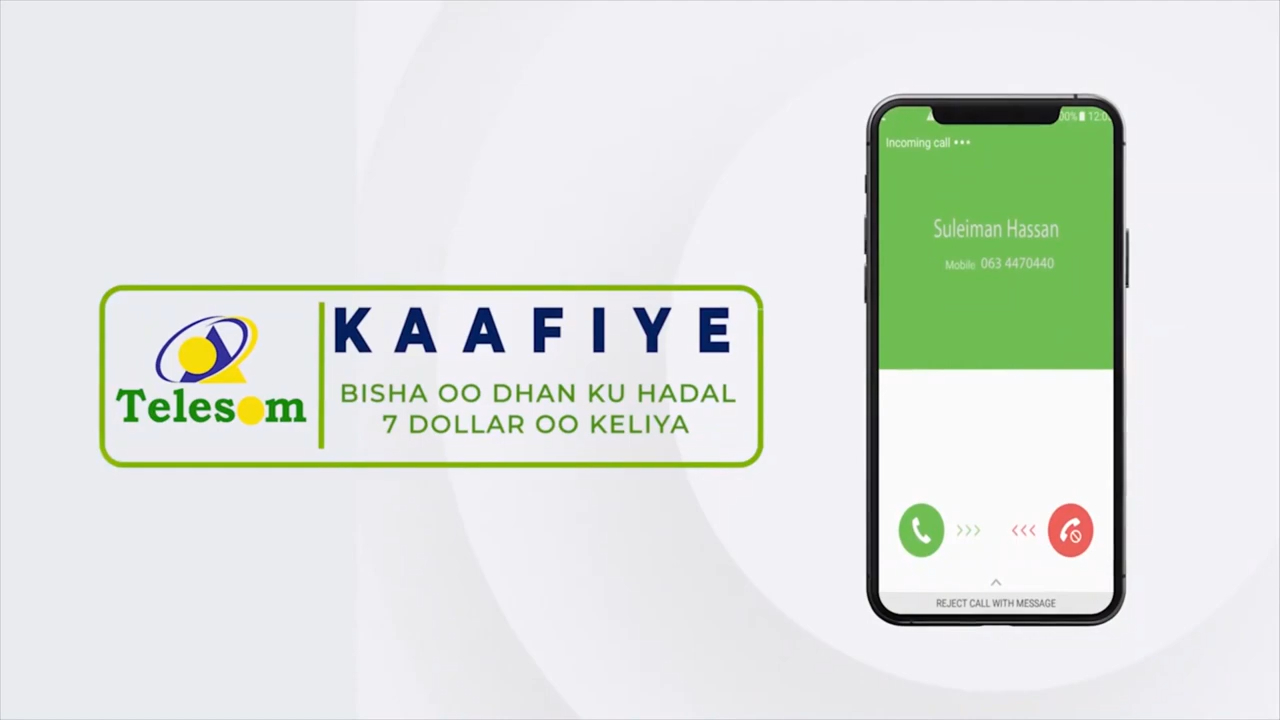 Telesom
KAAFIYE
BISHA OO DHAN KU HADAL
7 DOLLAR OO KELIYA
Incoming call •••
Suleiman Hassan
Mobile 063 4470440
REJECT CALL WITH MESSAGE